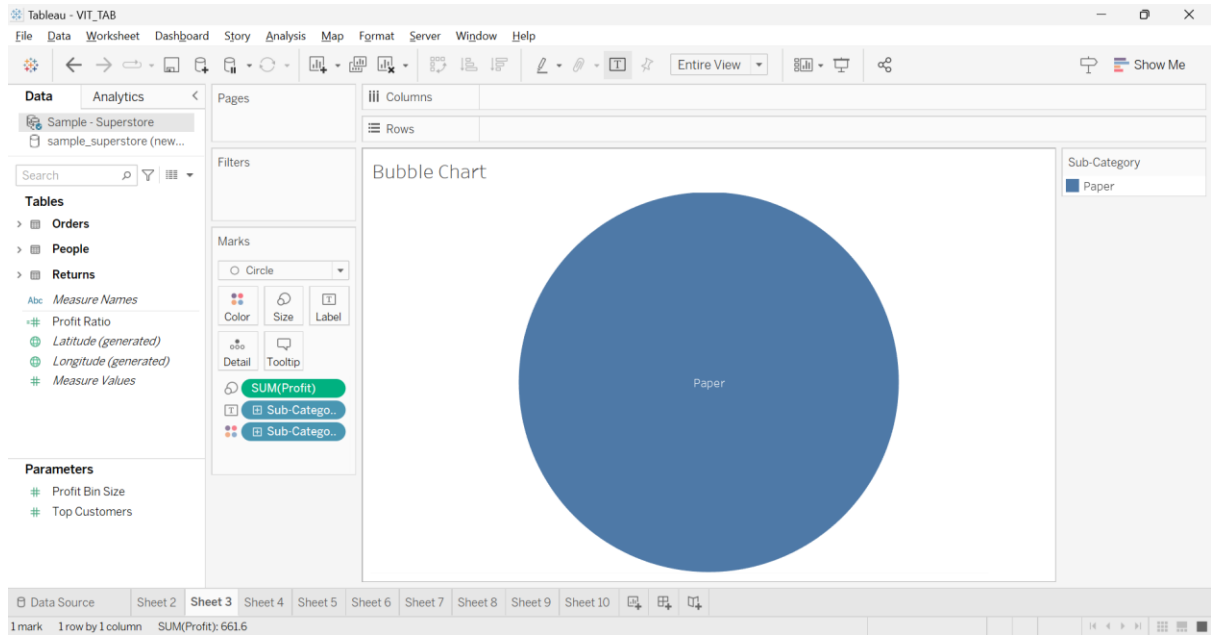 Tableau - VIT_TAB
File Data Worksheet Dashboard Story Analysis Map Format Server Window Help
Entire View
Show Me
Data Analytics
Sample - Superstore
sample_superstore (new...
Search
Tables
Orders
People
Returns
Abc Measure Names
=# Profit Ratio
Latitude (generated)
Longitude (generated)
# Measure Values
Parameters
# Profit Bin Size
# Top Customers
Pages
Filters
Marks
Circle
Color Size Label
Detail Tooltip
SUM(Profit)
Sub-Catego..
Sub-Catego..
Columns
Rows
Bubble Chart
Paper
Sub-Category
Paper
Data Source Sheet 2 Sheet 3 Sheet 4 Sheet 5 Sheet 6 Sheet 7 Sheet 8 Sheet 9 Sheet 10
1 mark 1 row by 1 column SUM(Profit): 661.6